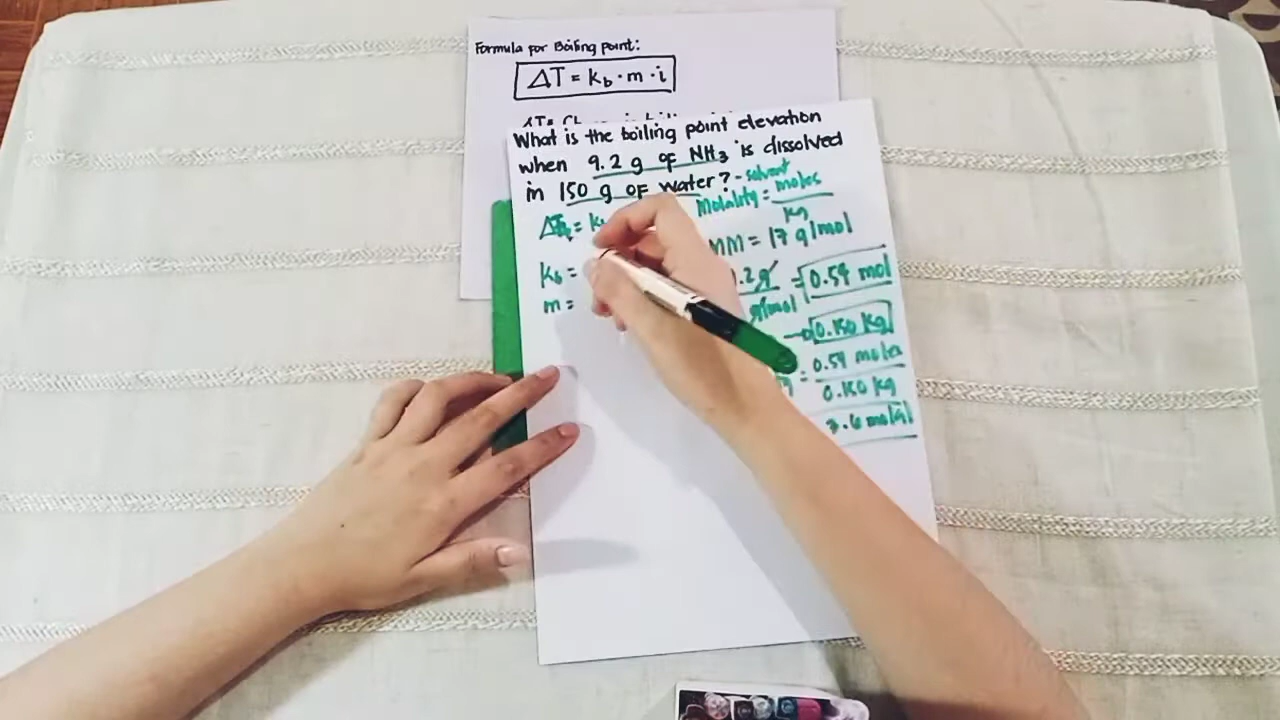 Formula for Boiling point:
ΔT = kb · m · i
What is the boiling point elevation
when 9.2 g of NH3 is dissolved
in 150 g of water? - solvent
Molality = moles
kg
kb =
m =
MM = 17 g/mol
= 0.54 mol
g/mol
0.150 kg
= 0.54 moles
0.150 kg
3.6 molal